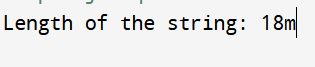 Length of the string: 18m